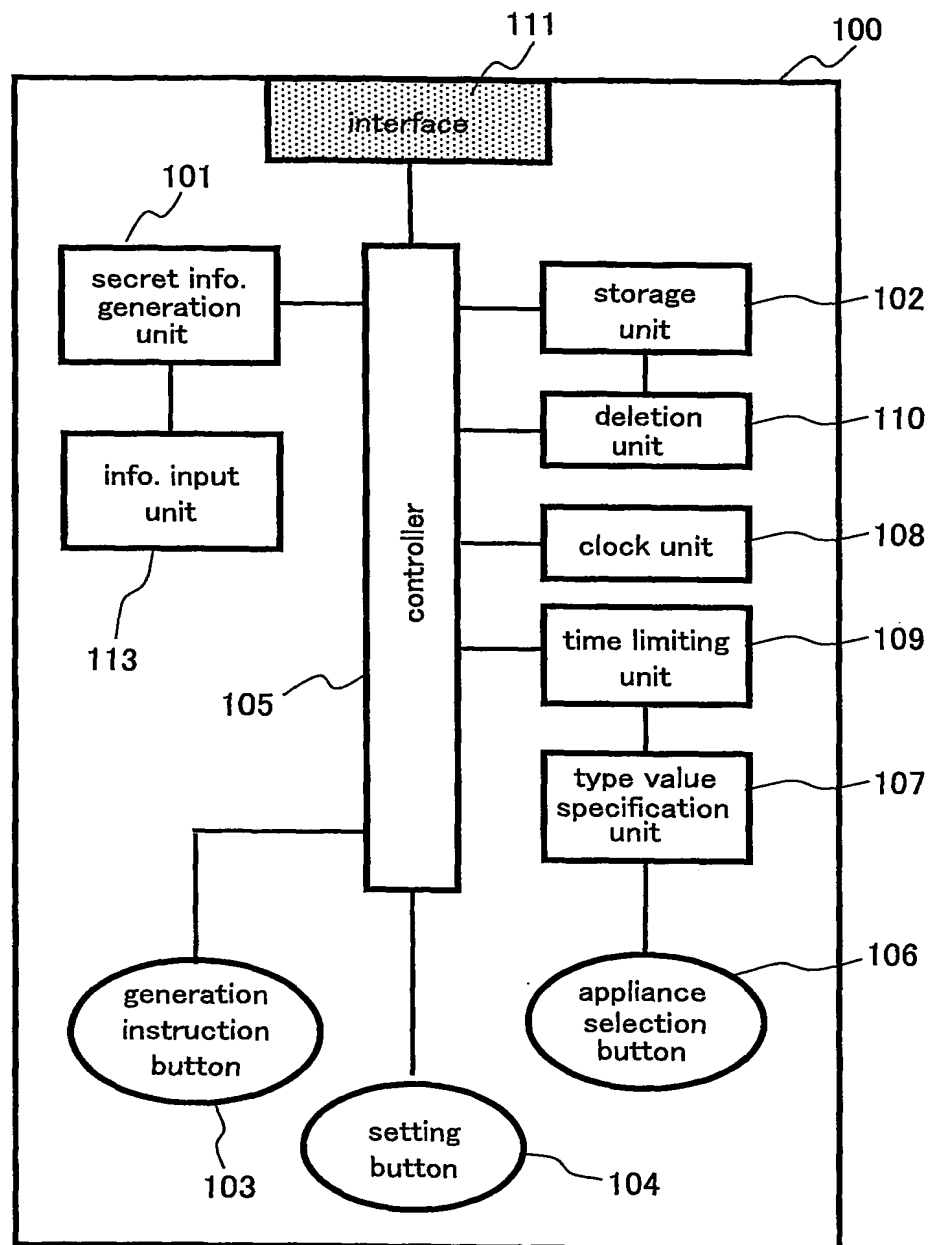 111
100
interface
101
secret info.
generation
unit
storage
unit
102
deletion
unit
110
info. input
unit
113
controller
105
clock unit
108
time limiting
unit
109
type value
specification
unit
107
generation
instruction
button
103
setting
button
104
appliance
selection
button
106